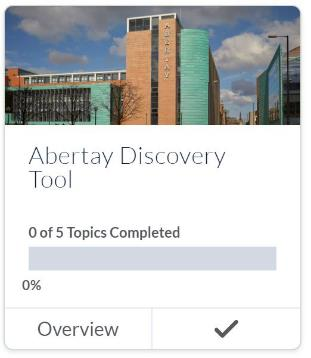 ABERTAY
Abertay Discovery
Tool
0 of 5 Topics Completed
0%
Overview